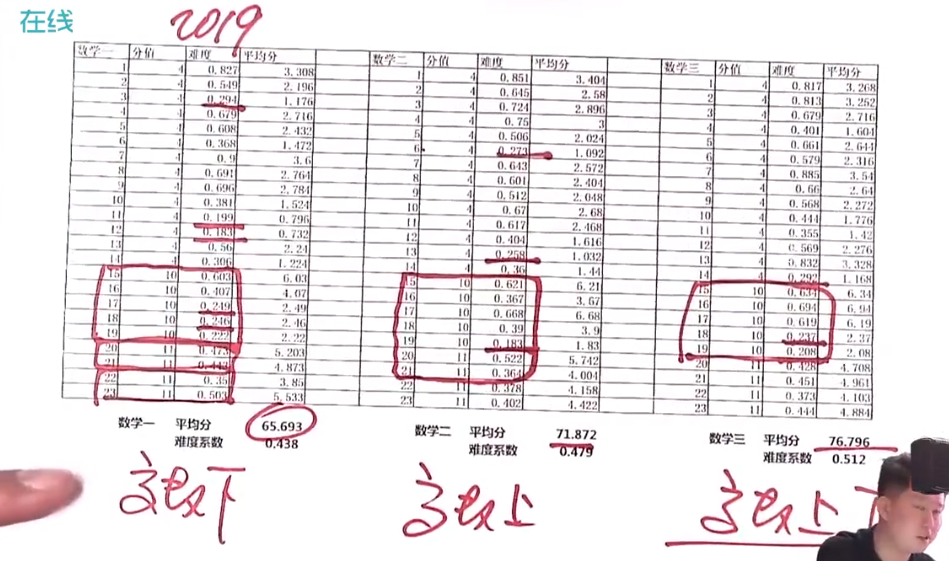 在线
2019
数学一 分值 难度 平均分 数学二 分值 难度 平均分 数学三 分值 难度 平均分
1 4 0.827 3.308 1 4 0.851 3.404 1 4 0.817 3.268
2 4 0.549 2.196 2 4 0.645 2.58 2 4 0.813 3.252
3 4 0.294 1.176 3 4 0.724 2.896 3 4 0.679 2.716
4 4 0.679 2.716 4 4 0.75 3 4 4 0.401 1.604
5 4 0.608 2.432 5 4 0.506 2.024 5 4 0.661 2.644
6 4 0.368 1.472 6 4 0.273 1.092 6 4 0.579 2.316
7 4 0.9 3.6 7 4 0.643 2.572 7 4 0.885 3.54
8 4 0.691 2.764 8 4 0.601 2.404 8 4 0.66 2.64
9 4 0.696 2.784 9 4 0.512 2.048 9 4 0.568 2.272
10 4 0.381 1.524 10 4 0.67 2.68 10 4 0.444 1.776
11 4 0.199 0.796 11 4 0.617 2.468 11 4 0.355 1.42
12 4 0.183 0.732 12 4 0.404 1.616 12 4 0.569 2.276
13 4 0.56 2.24 13 4 0.258 1.032 13 4 0.832 3.328
14 4 0.306 1.224 14 4 0.36 1.44 14 4 0.292 1.168
15 10 0.603 6.03 15 10 0.621 6.21 15 10 0.634 6.34
16 10 0.407 4.07 16 10 0.367 3.67 16 10 0.694 6.94
17 10 0.249 2.49 17 10 0.668 6.68 17 10 0.619 6.19
18 10 0.246 2.46 18 10 0.39 3.9 18 10 0.237 2.37
19 10 0.222 2.22 19 10 0.183 1.83 19 10 0.208 2.08
20 11 0.473 5.203 20 11 0.522 5.742 20 11 0.428 4.708
21 11 0.443 4.873 21 11 0.364 4.004 21 11 0.451 4.961
22 11 0.35 3.85 22 11 0.378 4.158 22 11 0.373 4.103
23 11 0.503 5.533 23 11 0.402 4.422 23 11 0.444 4.884
数学一 平均分 65.693 数学二 平均分 71.872 数学三 平均分 76.796
难度系数 0.438 难度系数 0.479 难度系数 0.512
高数下 高数上 高数上下